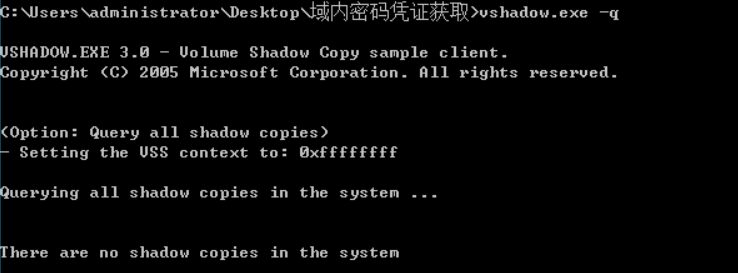 C:\Users\administrator\Desktop\域内密码凭证获取>vshadow.exe -q
VSHADOW.EXE 3.0 - Volume Shadow Copy sample client.
Copyright (C) 2005 Microsoft Corporation. All rights reserved.
(Option: Query all shadow copies)
- Setting the VSS context to: 0xffffffff
Querying all shadow copies in the system ...
There are no shadow copies in the system